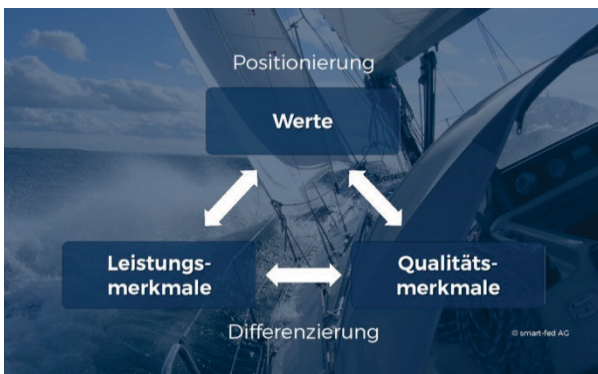 Positionierung
Werte
Leistungs-
merkmale
Qualitäts-
merkmale
Differenzierung
© smart-fed AG